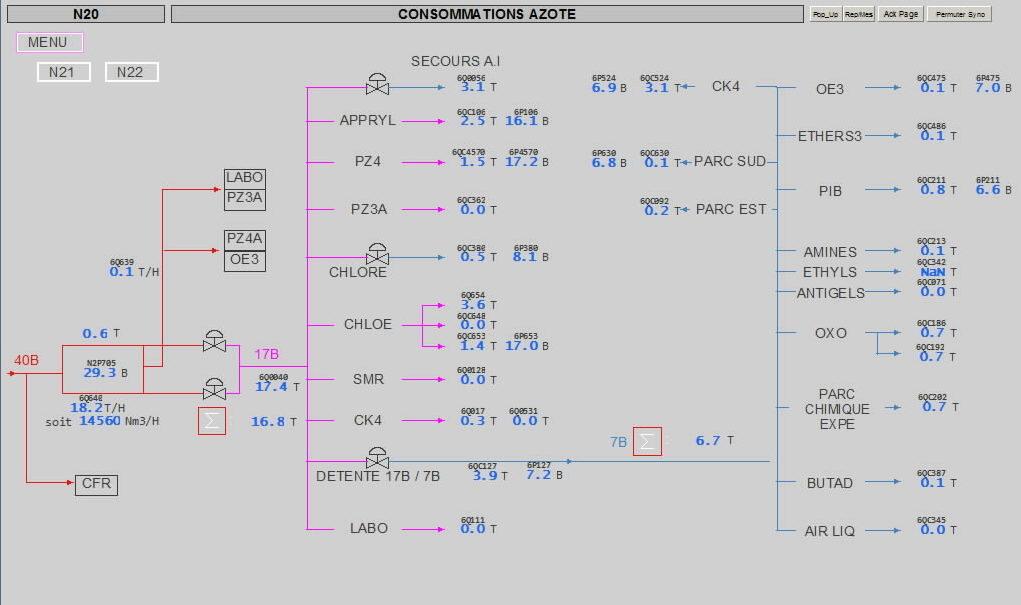 N20
CONSOMMATIONS AZOTE
Pop_Up
Rep/Mes
Ack Page
Permuter Syno
MENU
N21
N22
SECOURS A.I
6Q0056
3.1 T
APPRYL
6QC106
2.5 T
6P106
16.1 B
PZ4
6QC4570
1.5 T
6P4570
17.2 B
PZ3A
6QC362
0.0 T
CHLORE
6QC380
0.5 T
6P380
8.1 B
CHLOE
6Q654
3.6 T
6QC648
0.0 T
6QC653
1.4 T
6P653
17.0 B
SMR
6Q0128
0.0 T
CK4
6Q017
0.3 T
6Q0531
0.0 T
DETENTE 17B / 7B
6QC127
3.9 T
6P127
7.2 B
LABO
6Q111
0.0 T
LABO
PZ3A
PZ4A
OE3
6Q639
0.1 T/H
0.6 T
40B
N2P705
29.3 B
6Q640
18.2 T/H
soit 14560 Nm3/H
17B
6Q0040
17.4 T
Σ
16.8 T
CFR
7B
Σ
6.7 T
6P524
6.9 B
6QC524
3.1 T
CK4
6P630
6.8 B
6QC630
0.1 T
PARC SUD
6QC092
0.2 T
PARC EST
OE3
6QC475
0.1 T
6P475
7.0 B
ETHERS3
6QC486
0.1 T
PIB
6QC211
0.8 T
6P211
6.6 B
AMINES
6QC213
0.1 T
ETHYLS
6QC342
NaN T
ANTIGELS
6QC071
0.0 T
OXO
6QC186
0.7 T
6QC192
0.7 T
PARC
CHIMIQUE
EXPE
6QC202
0.7 T
BUTAD
6QC387
0.1 T
AIR LIQ
6QC345
0.0 T